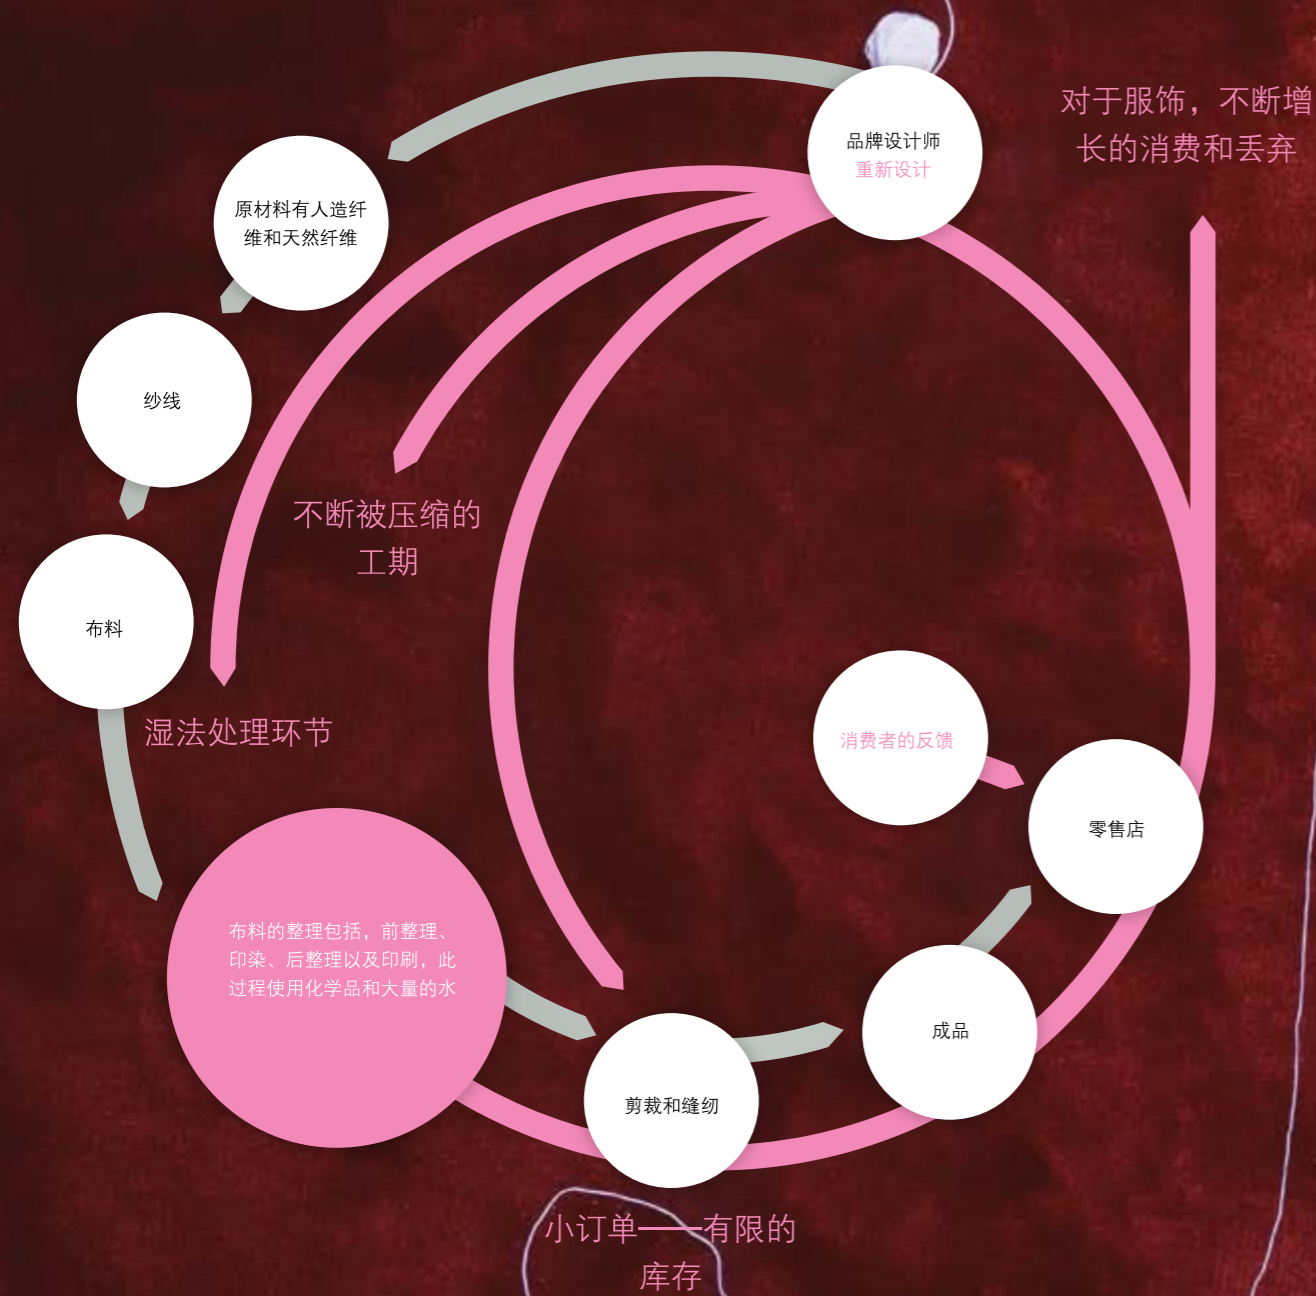 对于服饰，不断增
长的消费和丢弃
品牌设计师
重新设计
原材料有人造纤
维和天然纤维
纱线
不断被压缩的
工期
布料
湿法处理环节
消费者的反馈
零售店
布料的整理包括，前整理、
印染、后整理以及印刷，此
过程使用化学品和大量的水
成品
剪裁和缝纫
小订单——有限的
库存